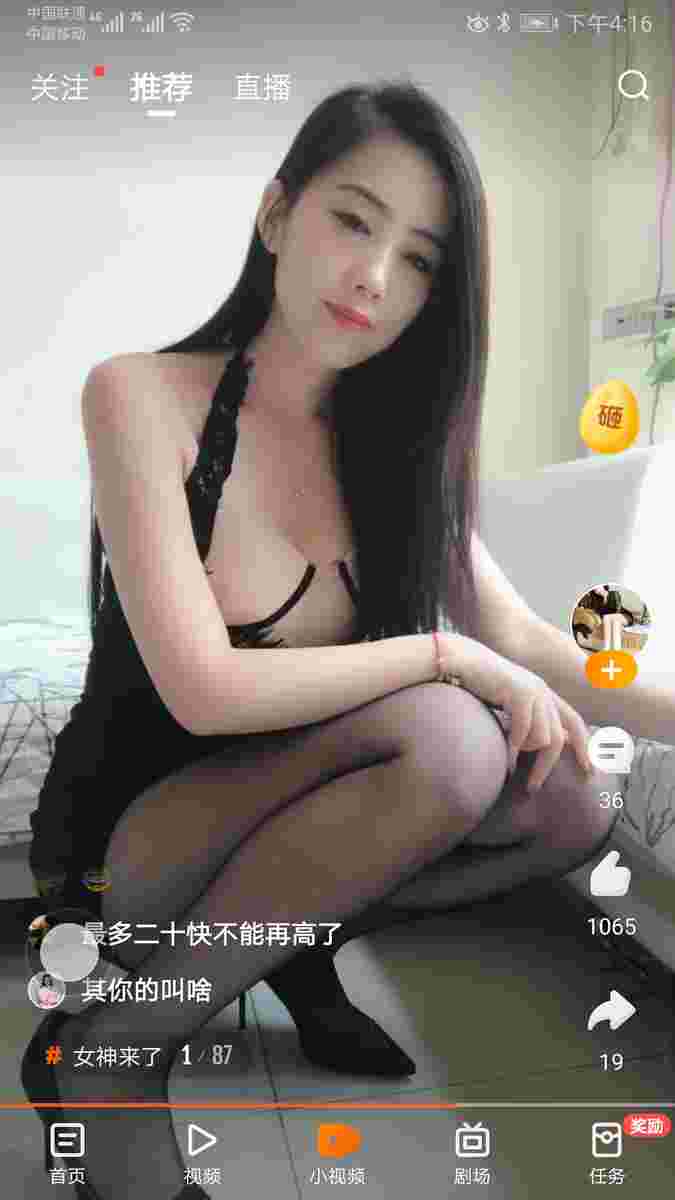 中国联通 4G 2G 下午4:16
中国移动
关注 推荐 直播
砸
36
1065
最多二十快不能再高了
其你的叫啥
19
# 女神来了 1 / 87
首页 视频 小视频 剧场 任务
奖励